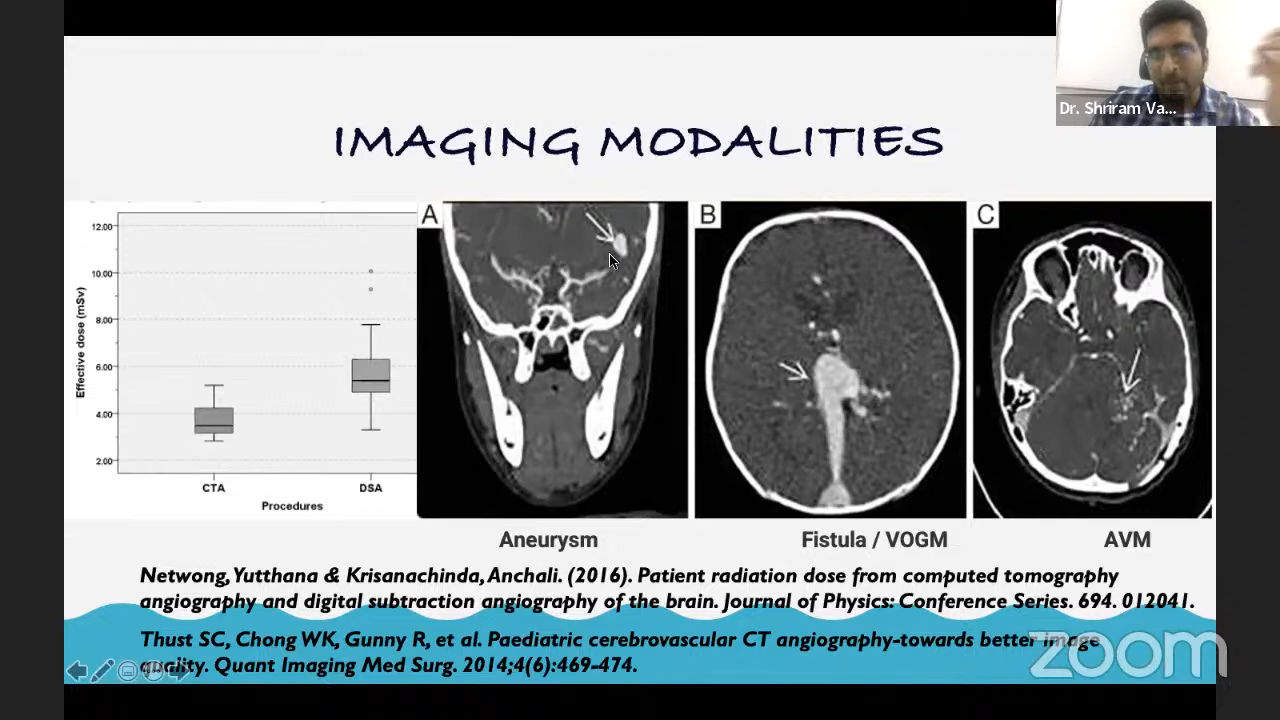 Dr. Shriram Va...
IMAGING MODALITIES
12.00
10.00
8.00
6.00
4.00
2.00
Effective dose (mSv)
CTA
DSA
Procedures
A
B
C
Aneurysm
Fistula / VOGM
AVM
Netwong, Yutthana & Krisanachinda, Anchali. (2016). Patient radiation dose from computed tomography
angiography and digital subtraction angiography of the brain. Journal of Physics: Conference Series. 694. 012041.
Thust SC, Chong WK, Gunny R, et al. Paediatric cerebrovascular CT angiography-towards better image
quality. Quant Imaging Med Surg. 2014;4(6):469-474.
zoom